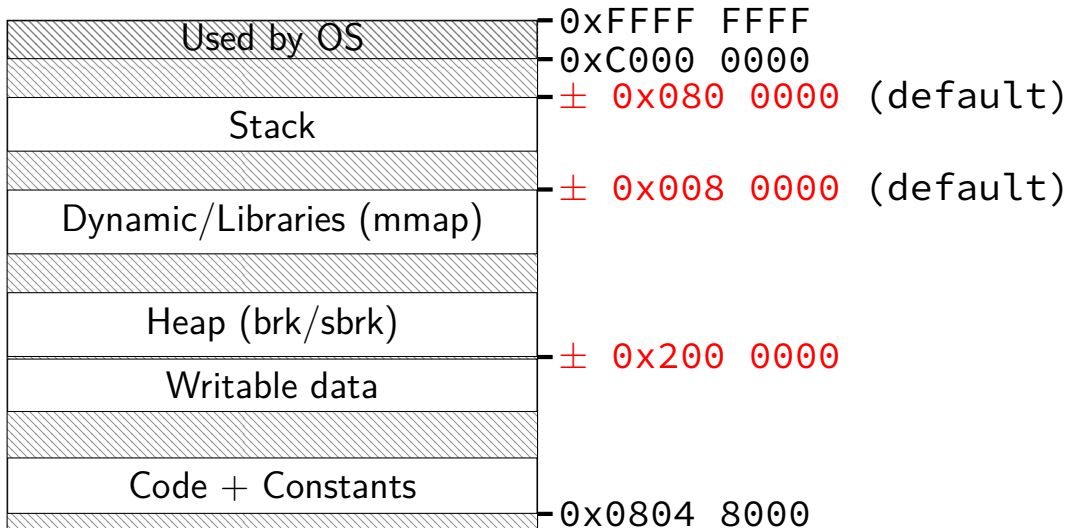 0xFFFF FFFF
Used by OS
0xC000 0000
± 0x080 0000 (default)
Stack
± 0x008 0000 (default)
Dynamic/Libraries (mmap)
Heap (brk/sbrk)
± 0x200 0000
Writable data
Code + Constants
0x0804 8000